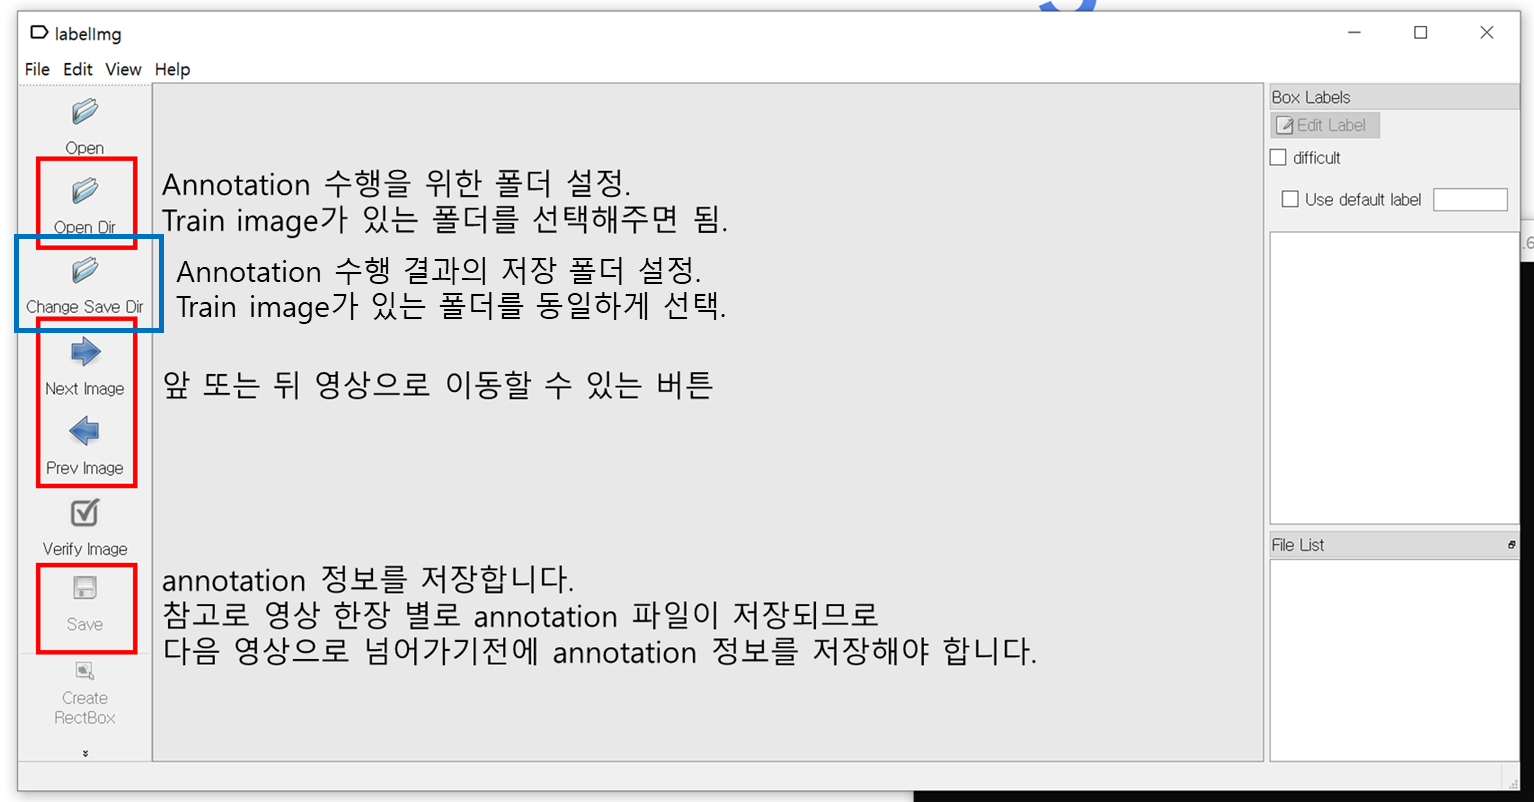 labelImg
File Edit View Help
Open
Open Dir
Annotation 수행을 위한 폴더 설정.
Train image가 있는 폴더를 선택해주면 됨.
Change Save Dir
Annotation 수행 결과의 저장 폴더 설정.
Train image가 있는 폴더를 동일하게 선택.
Next Image
앞 또는 뒤 영상으로 이동할 수 있는 버튼
Prev Image
Verify Image
Save
annotation 정보를 저장합니다.
참고로 영상 한장 별로 annotation 파일이 저장되므로
다음 영상으로 넘어가기전에 annotation 정보를 저장해야 합니다.
Create
RectBox
Box Labels
Edit Label
difficult
Use default label
File List